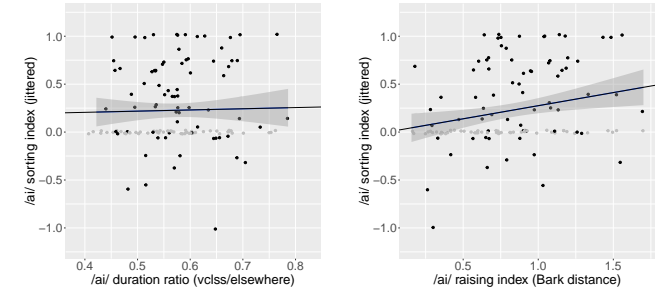 1.0
0.5
0.0
−0.5
−1.0
/ai/ sorting index (jittered)
0.4 0.5 0.6 0.7 0.8
/ai/ duration ratio (vclss/elsewhere)
1.0
0.5
0.0
−0.5
−1.0
/ai/ sorting index (jittered)
0.5 1.0 1.5
/ai/ raising index (Bark distance)